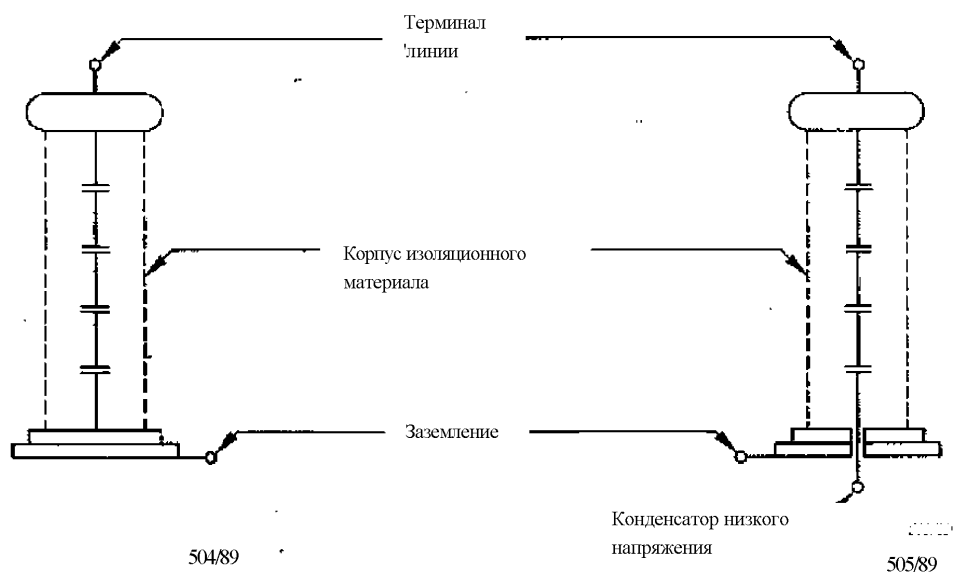 Терминал
'линии
Корпус изоляционного
материала
Заземление
Конденсатор низкого
напряжения
504/89
505/89